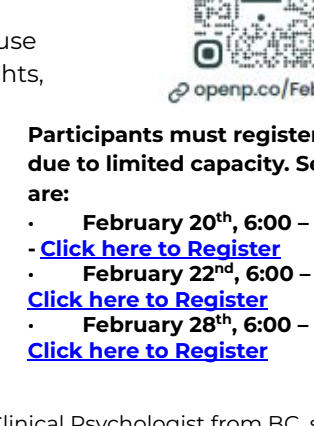 use
hts,
openp.co/Feb
Participants must register
due to limited capacity. Se
are:
· February 20th, 6:00 –
- Click here to Register
· February 22nd, 6:00 –
Click here to Register
· February 28th, 6:00 –
Click here to Register
Clinical Psychologist from BC, s